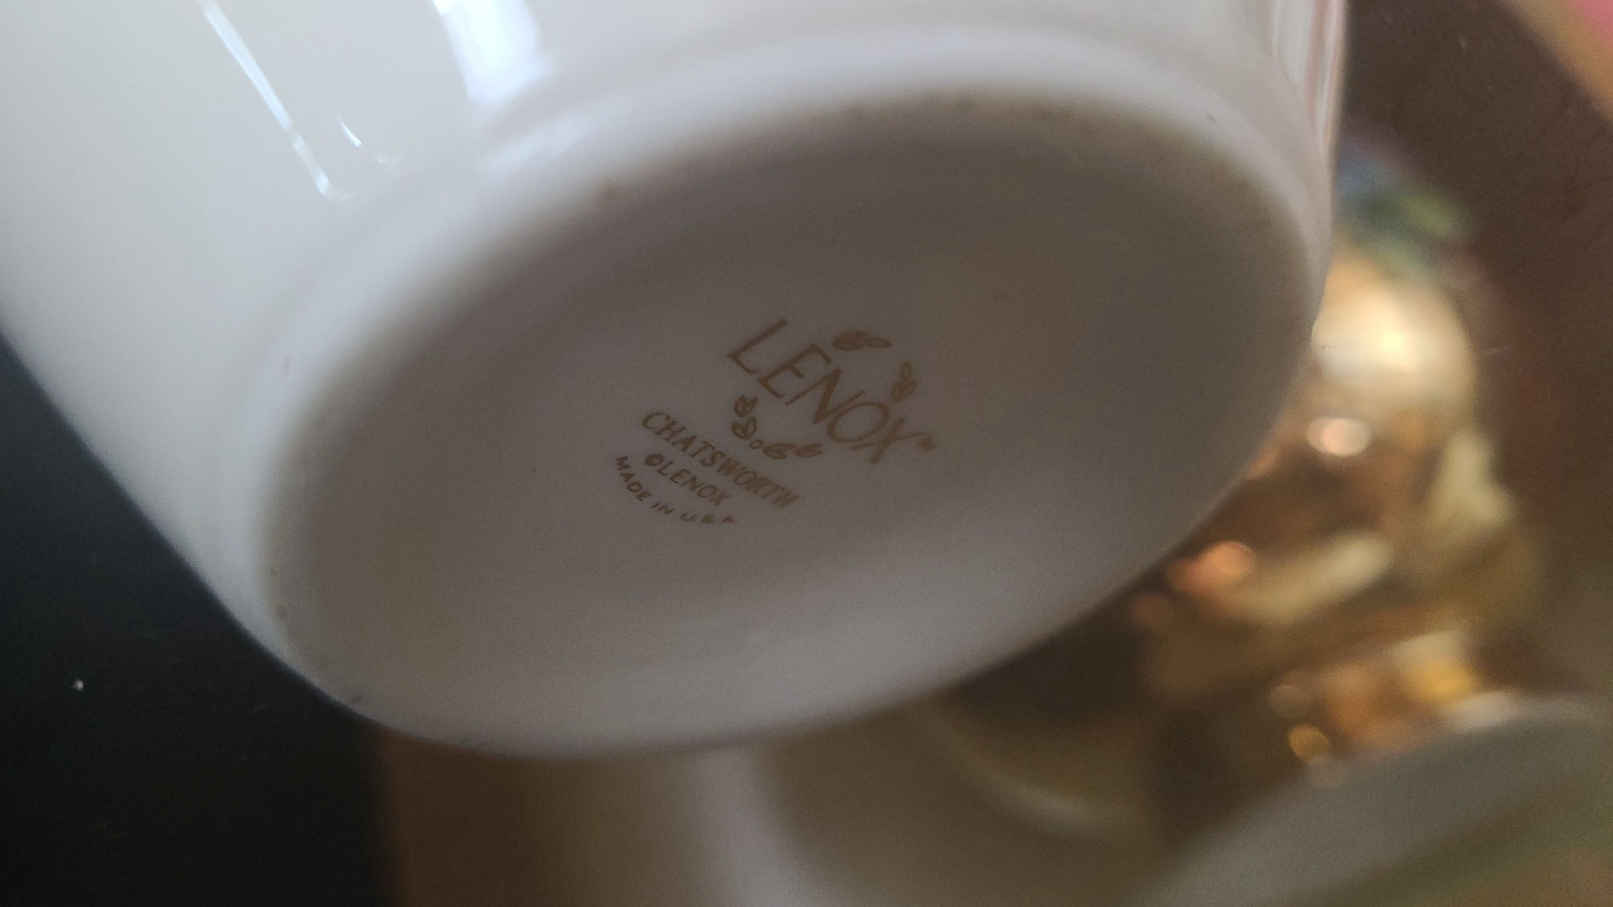 LENOX
CHATSWORTH
©LENOX
MADE IN U.S.A